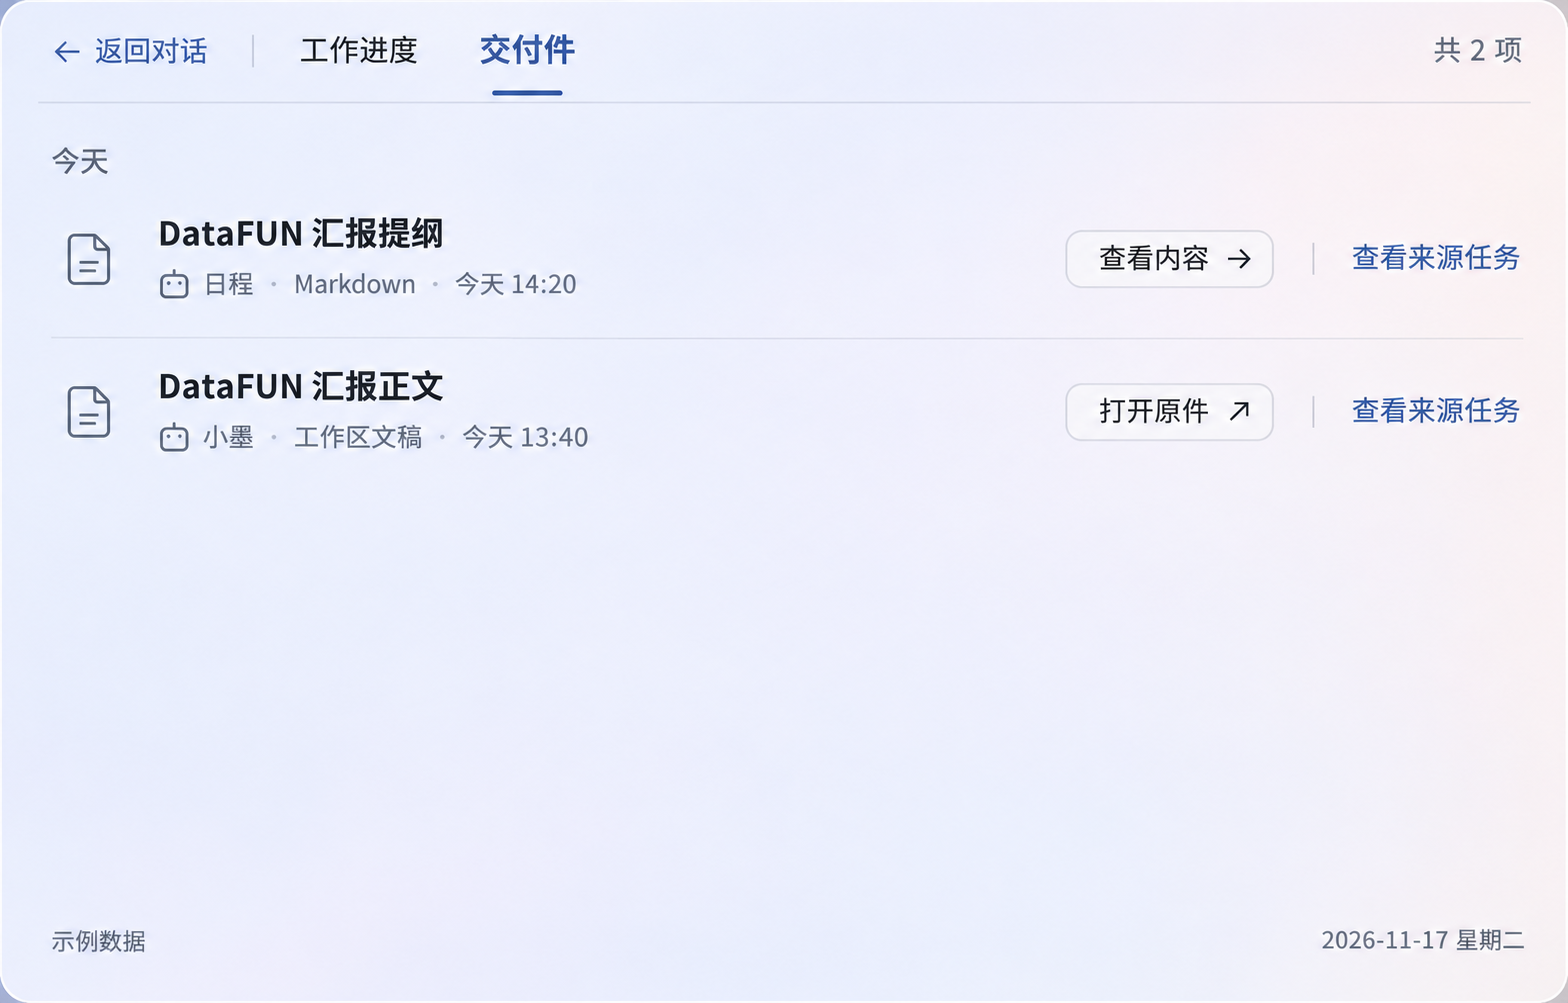 ← 返回对话 | 工作进度 交付件 共 2 项
今天
DataFUN 汇报提纲
日程 · Markdown · 今天 14:20
查看内容 → | 查看来源任务
DataFUN 汇报正文
小墨 · 工作区文稿 · 今天 13:40
打开原件 ↗ | 查看来源任务
示例数据
2026-11-17 星期二